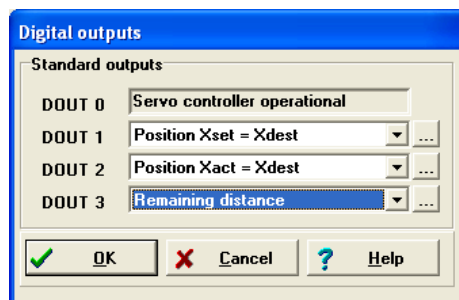 Digital outputs
Standard outputs
DOUT 0 Servo controller operational
DOUT 1 Position Xset = Xdest ...
DOUT 2 Position Xact = Xdest ...
DOUT 3 Remaining distance ...
OK Cancel ? Help